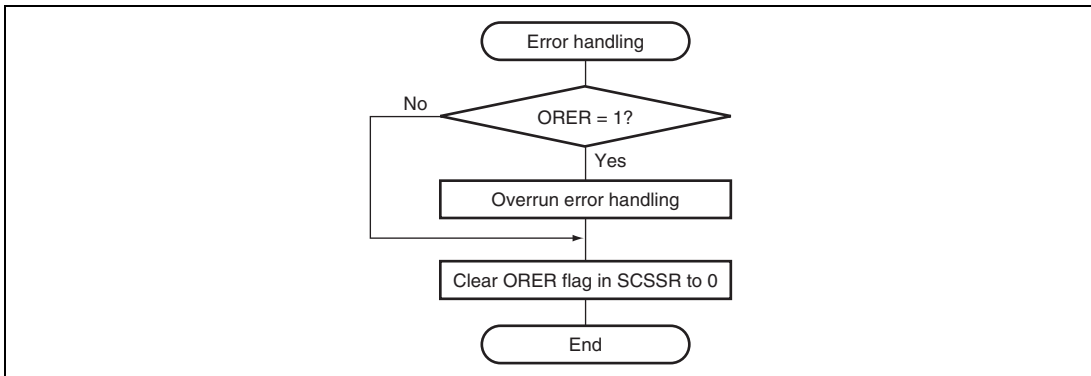 Error handling
No
ORER = 1?
Yes
Overrun error handling
Clear ORER flag in SCSSR to 0
End